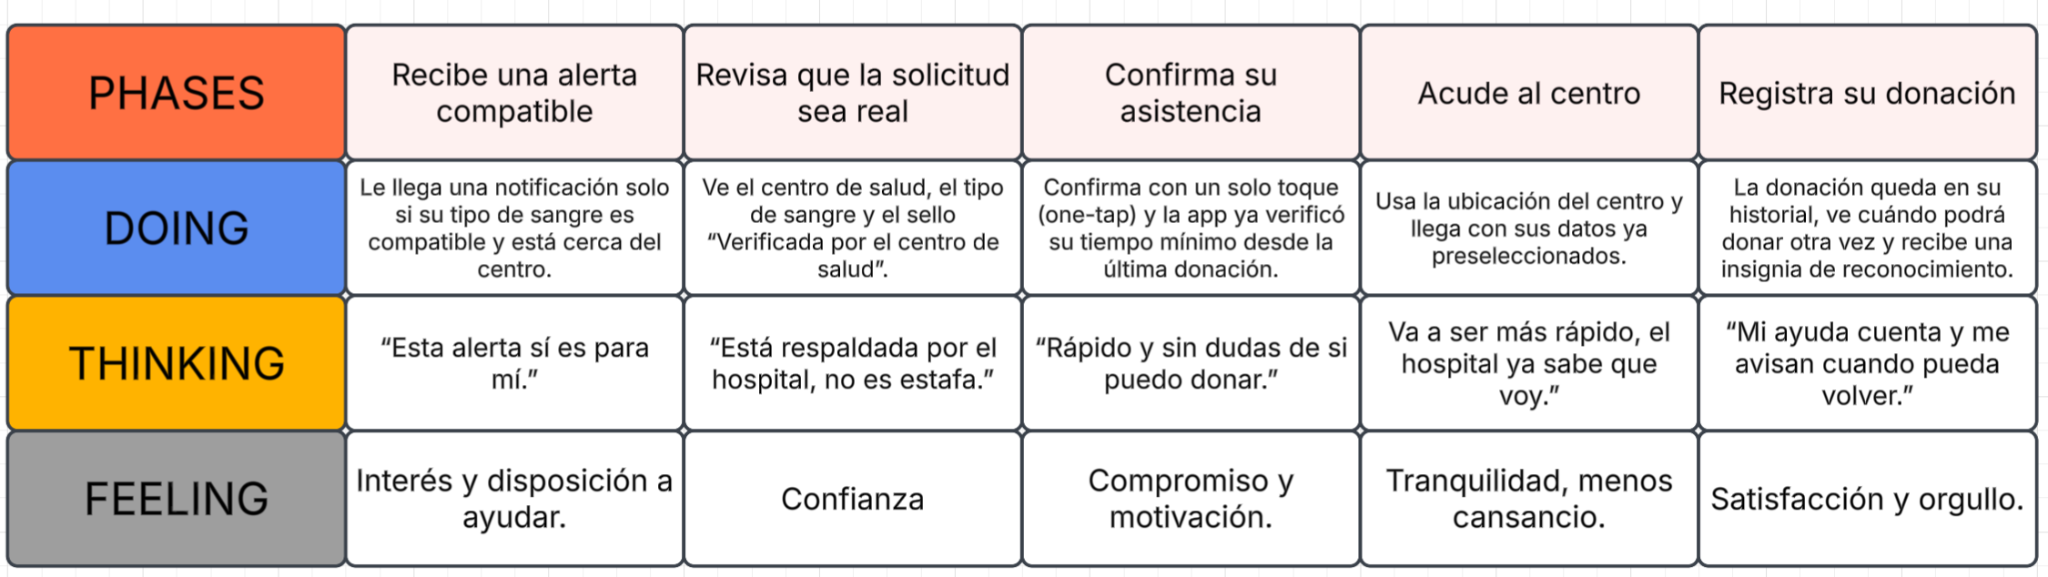 PHASES
Recibe una alerta
compatible
Revisa que la solicitud
sea real
Confirma su
asistencia
Acude al centro
Registra su donación
DOING
Le llega una notificación solo
si su tipo de sangre es
compatible y está cerca del
centro.
Ve el centro de salud, el tipo
de sangre y el sello
“Verificada por el centro de
salud”.
Confirma con un solo toque
(one-tap) y la app ya verificó
su tiempo mínimo desde la
última donación.
Usa la ubicación del centro y
llega con sus datos ya
preseleccionados.
La donación queda en su
historial, ve cuándo podrá
donar otra vez y recibe una
insignia de reconocimiento.
THINKING
“Esta alerta sí es para
mí.”
“Está respaldada por el
hospital, no es estafa.”
“Rápido y sin dudas de si
puedo donar.”
Va a ser más rápido, el
hospital ya sabe que
voy.”
“Mi ayuda cuenta y me
avisan cuando pueda
volver.”
FEELING
Interés y disposición a
ayudar.
Confianza
Compromiso y
motivación.
Tranquilidad, menos
cansancio.
Satisfacción y orgullo.